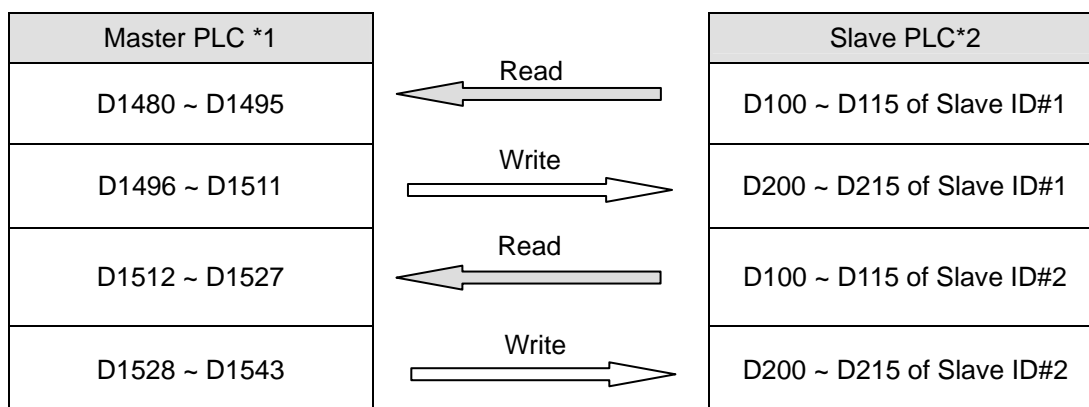 Master PLC *1
Slave PLC*2
Read
D1480 ~ D1495
D100 ~ D115 of Slave ID#1
Write
D1496 ~ D1511
D200 ~ D215 of Slave ID#1
Read
D1512 ~ D1527
D100 ~ D115 of Slave ID#2
Write
D1528 ~ D1543
D200 ~ D215 of Slave ID#2